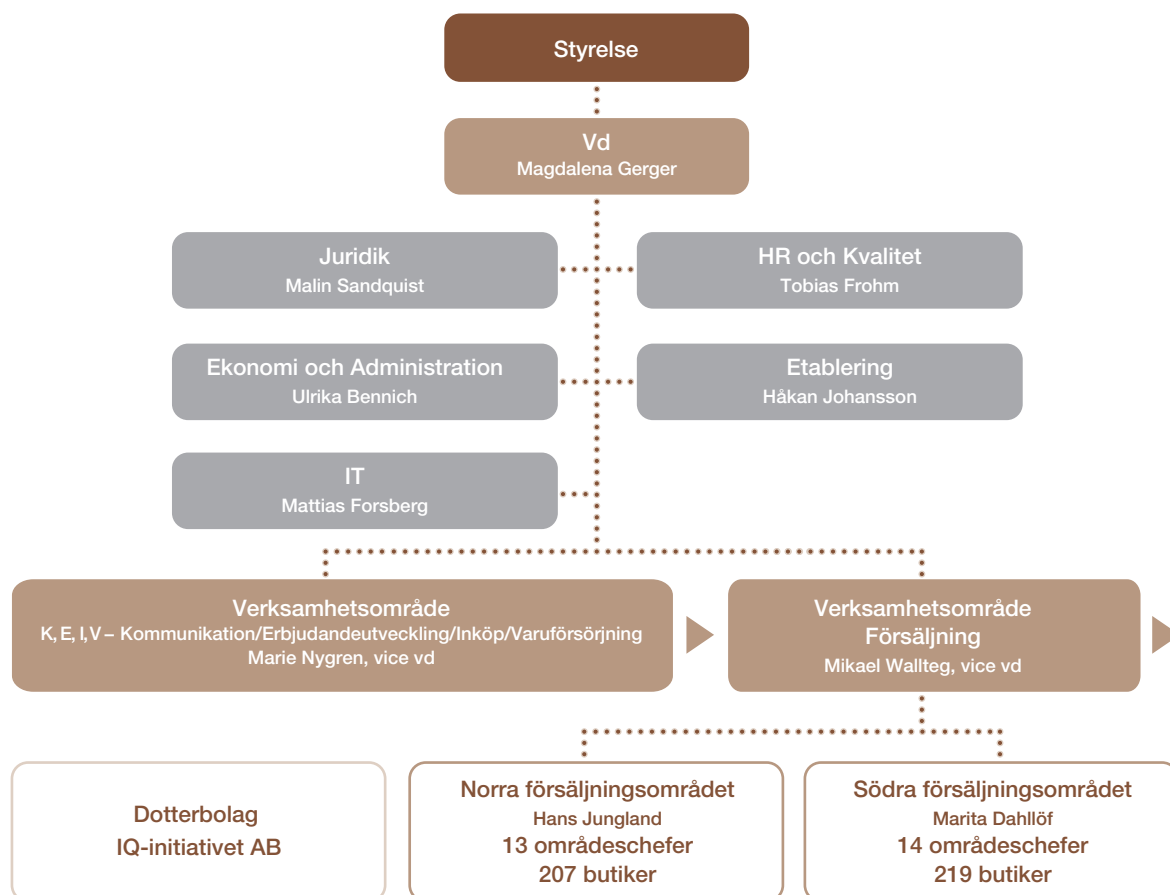 Styrelse
Vd
Magdalena Gerger
Juridik
Malin Sandquist
HR och Kvalitet
Tobias Frohm
Ekonomi och Administration
Ulrika Bennich
Etablering
Håkan Johansson
IT
Mattias Forsberg
Verksamhetsområde
K, E, I,V – Kommunikation/Erbjudandeutveckling/Inköp/Varuförsörjning
Marie Nygren, vice vd
Verksamhetsområde
Försäljning
Mikael Wallteg, vice vd
Dotterbolag
IQ-initiativet AB
Norra försäljningsområdet
Hans Jungland
13 områdeschefer
207 butiker
Södra försäljningsområdet
Marita Dahllöf
14 områdeschefer
219 butiker